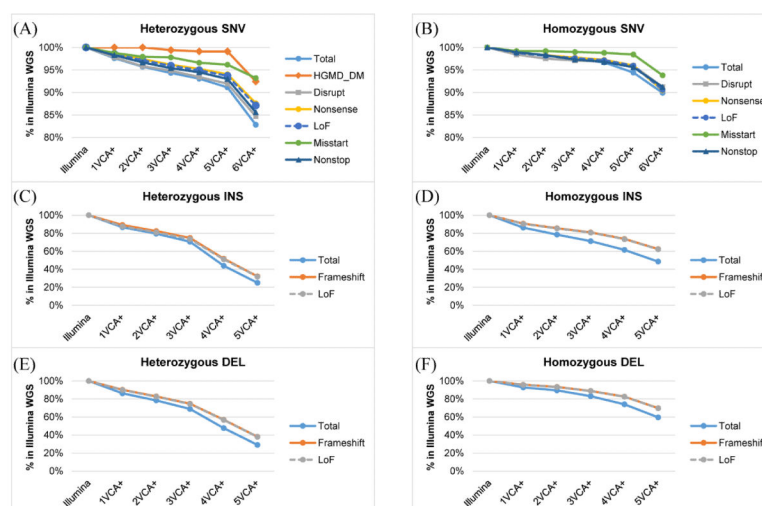 (A)
Heterozygous SNV
% in Illumina WGS
100%
95%
90%
85%
80%
Illumina
1VCA+
2VCA+
3VCA+
4VCA+
5VCA+
6VCA+
Total
HGMD_DM
Disrupt
Nonsense
LoF
Misstart
Nonstop
(B)
Homozygous SNV
% in Illumina WGS
100%
95%
90%
85%
80%
Illumina
1VCA+
2VCA+
3VCA+
4VCA+
5VCA+
6VCA+
Total
Disrupt
Nonsense
LoF
Misstart
Nonstop
(C)
Heterozygous INS
% in Illumina WGS
100%
80%
60%
40%
20%
0%
Illumina
1VCA+
2VCA+
3VCA+
4VCA+
5VCA+
Total
Frameshift
LoF
(D)
Homozygous INS
% in Illumina WGS
100%
80%
60%
40%
20%
0%
Illumina
1VCA+
2VCA+
3VCA+
4VCA+
5VCA+
Total
Frameshift
LoF
(E)
Heterozygous DEL
% in Illumina WGS
100%
80%
60%
40%
20%
0%
Illumina
1VCA+
2VCA+
3VCA+
4VCA+
5VCA+
Total
Frameshift
LoF
(F)
Homozygous DEL
% in Illumina WGS
100%
80%
60%
40%
20%
0%
Illumina
1VCA+
2VCA+
3VCA+
4VCA+
5VCA+
Total
Frameshift
LoF